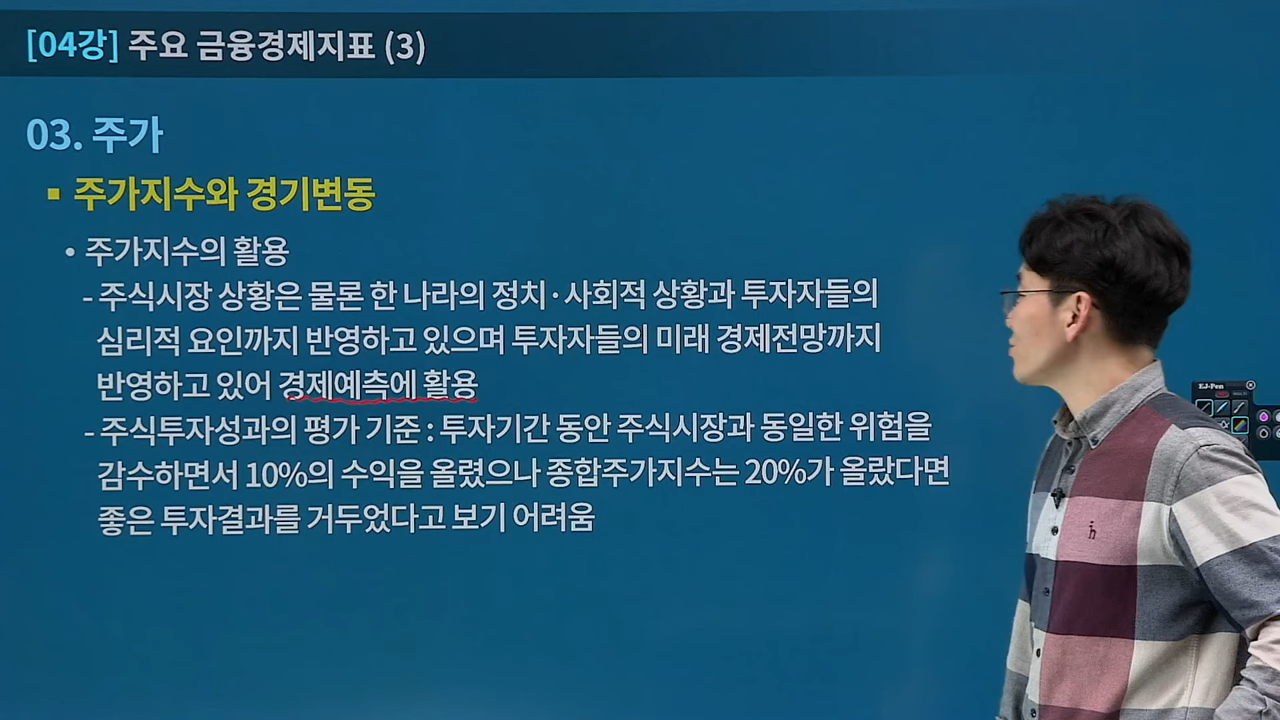 [04강] 주요 금융경제지표 (3)
03. 주가
▪ 주가지수와 경기변동
• 주가지수의 활용
- 주식시장 상황은 물론 한 나라의 정치·사회적 상황과 투자자들의
심리적 요인까지 반영하고 있으며 투자자들의 미래 경제전망까지
반영하고 있어 경제예측에 활용
- 주식투자성과의 평가 기준 : 투자기간 동안 주식시장과 동일한 위험을
감수하면서 10%의 수익을 올렸으나 종합주가지수는 20%가 올랐다면
좋은 투자결과를 거두었다고 보기 어려움
EJ-Pen